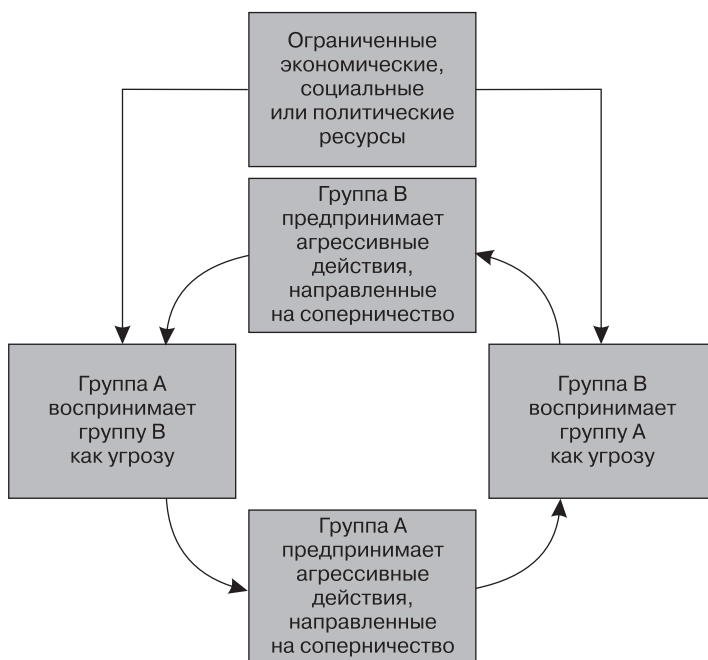 Ограниченные
экономические,
социальные
или политические
ресурсы
Группа В
предпринимает
агрессивные
действия,
направленные
на соперничество
Группа А
воспринимает
группу В
как угрозу
Группа В
воспринимает
группу А
как угрозу
Группа А
предпринимает
агрессивные
действия,
направленные
на соперничество